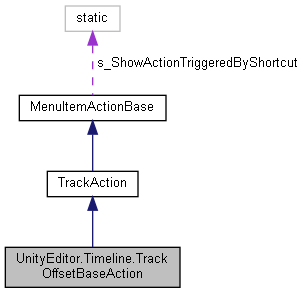 static
s_ShowActionTriggeredByShortcut
MenuItemActionBase
TrackAction
UnityEditor.Timeline.Track
OffsetBaseAction